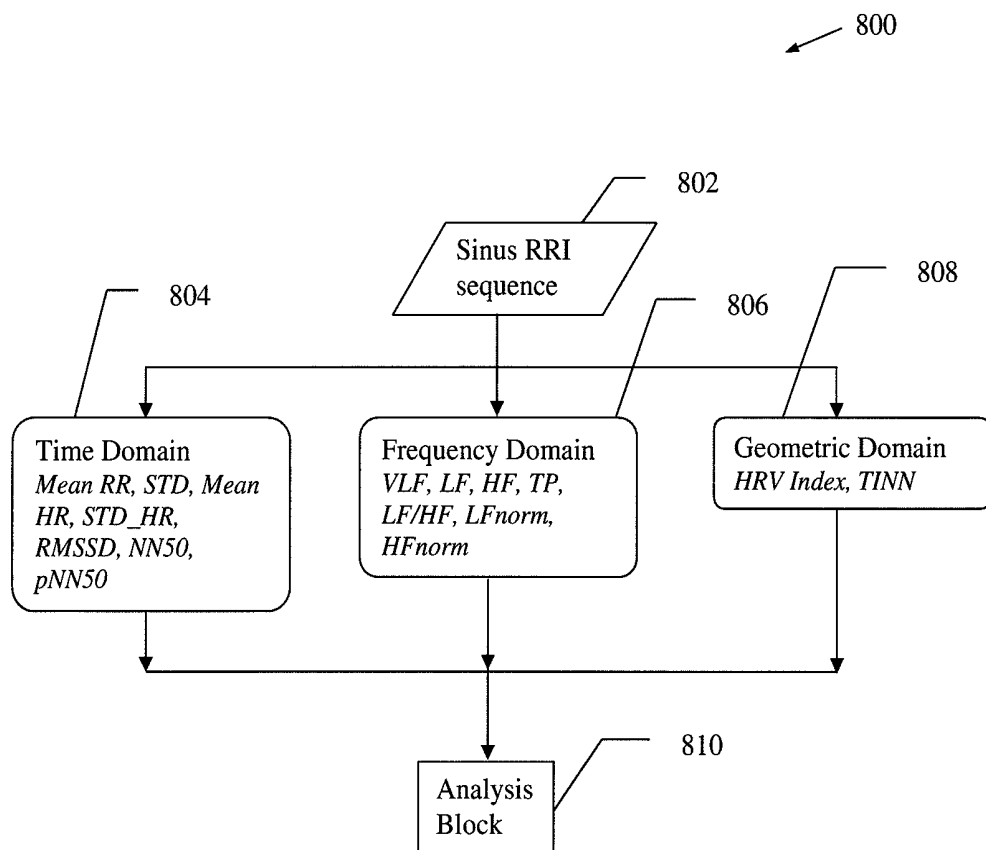 800
802
Sinus RRI
sequence
804
806
808
Time Domain
Mean RR, STD, Mean
HR, STD_HR,
RMSSD, NN50,
pNN50
Frequency Domain
VLF, LF, HF, TP,
LF/HF, LFnorm,
HFnorm
Geometric Domain
HRV Index, TINN
810
Analysis
Block